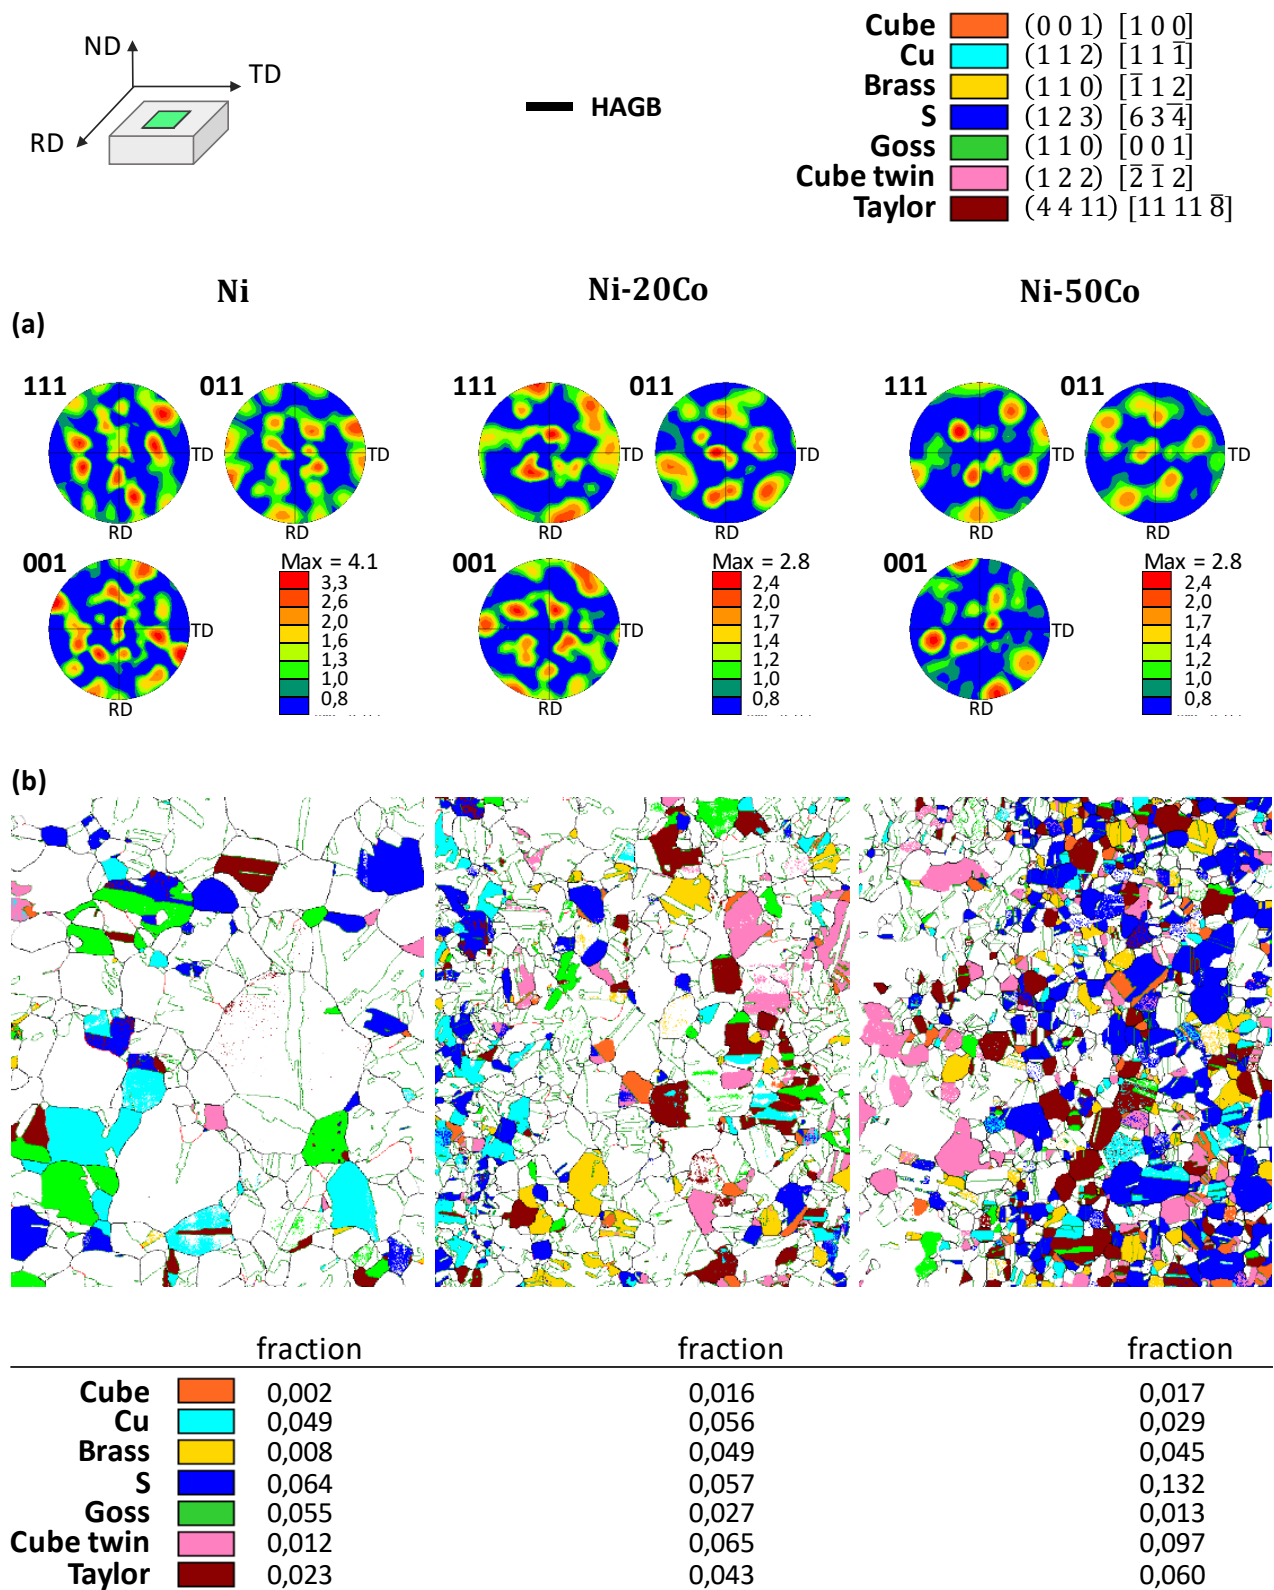 ND
TD
RD
HAGB
Cube (0 0 1) [1 0 0]
Cu (1 1 2) [1 1 1̅]
Brass (1 1 0) [1̅ 1 2]
S (1 2 3) [6 3 4̅]
Goss (1 1 0) [0 0 1]
Cube twin (1 2 2) [2̅ 1̅ 2]
Taylor (4 4 11) [11 11 8̅]
Ni Ni-20Co Ni-50Co
(a)
111 011 111 011 111 011
TD TD TD TD TD TD
RD RD RD RD RD RD
001 Max = 4.1 001 Max = 2.8 001 Max = 2.8
3,3 2,4 2,4
2,6 2,0 2,0
2,0 1,7 1,7
1,6 1,4 1,4
1,3 1,2 1,2
1,0 1,0 1,0
0,8 0,8 0,8
TD TD TD
RD RD RD
(b)
fraction fraction fraction
Cube 0,002 0,016 0,017
Cu 0,049 0,056 0,029
Brass 0,008 0,049 0,045
S 0,064 0,057 0,132
Goss 0,055 0,027 0,013
Cube twin 0,012 0,065 0,097
Taylor 0,023 0,043 0,060